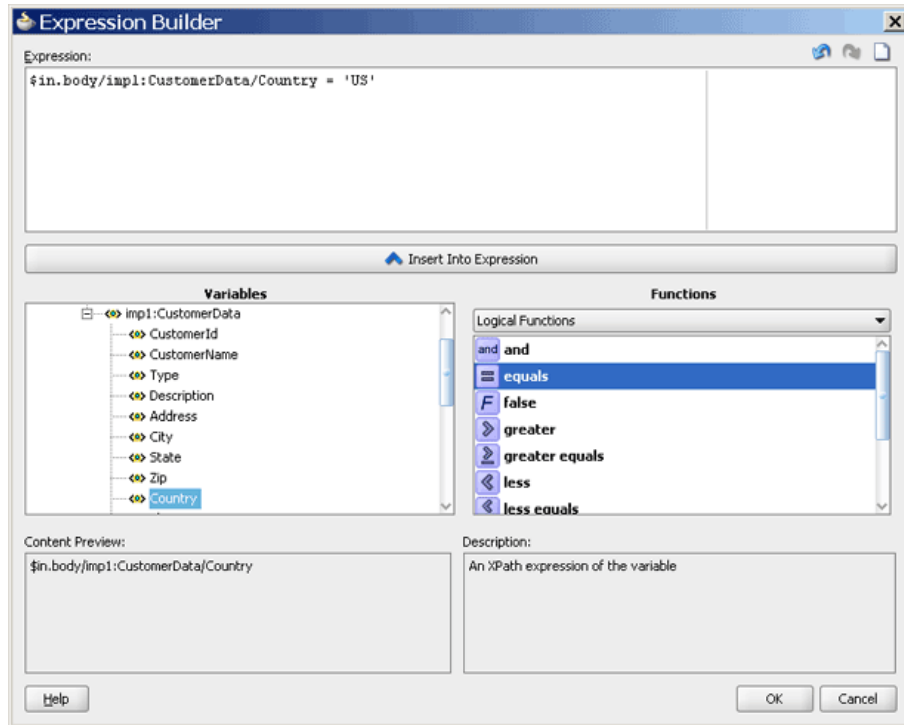 Expression Builder
Expression:
$in.body/imp1:CustomerData/Country = 'US'
Insert Into Expression
Variables
Functions
imp1:CustomerData
CustomerId
CustomerName
Type
Description
Address
City
State
Zip
Country
Logical Functions
and and
= equals
F false
greater
greater equals
less
less equals
Content Preview:
$in.body/imp1:CustomerData/Country
Description:
An XPath expression of the variable
Help
OK
Cancel